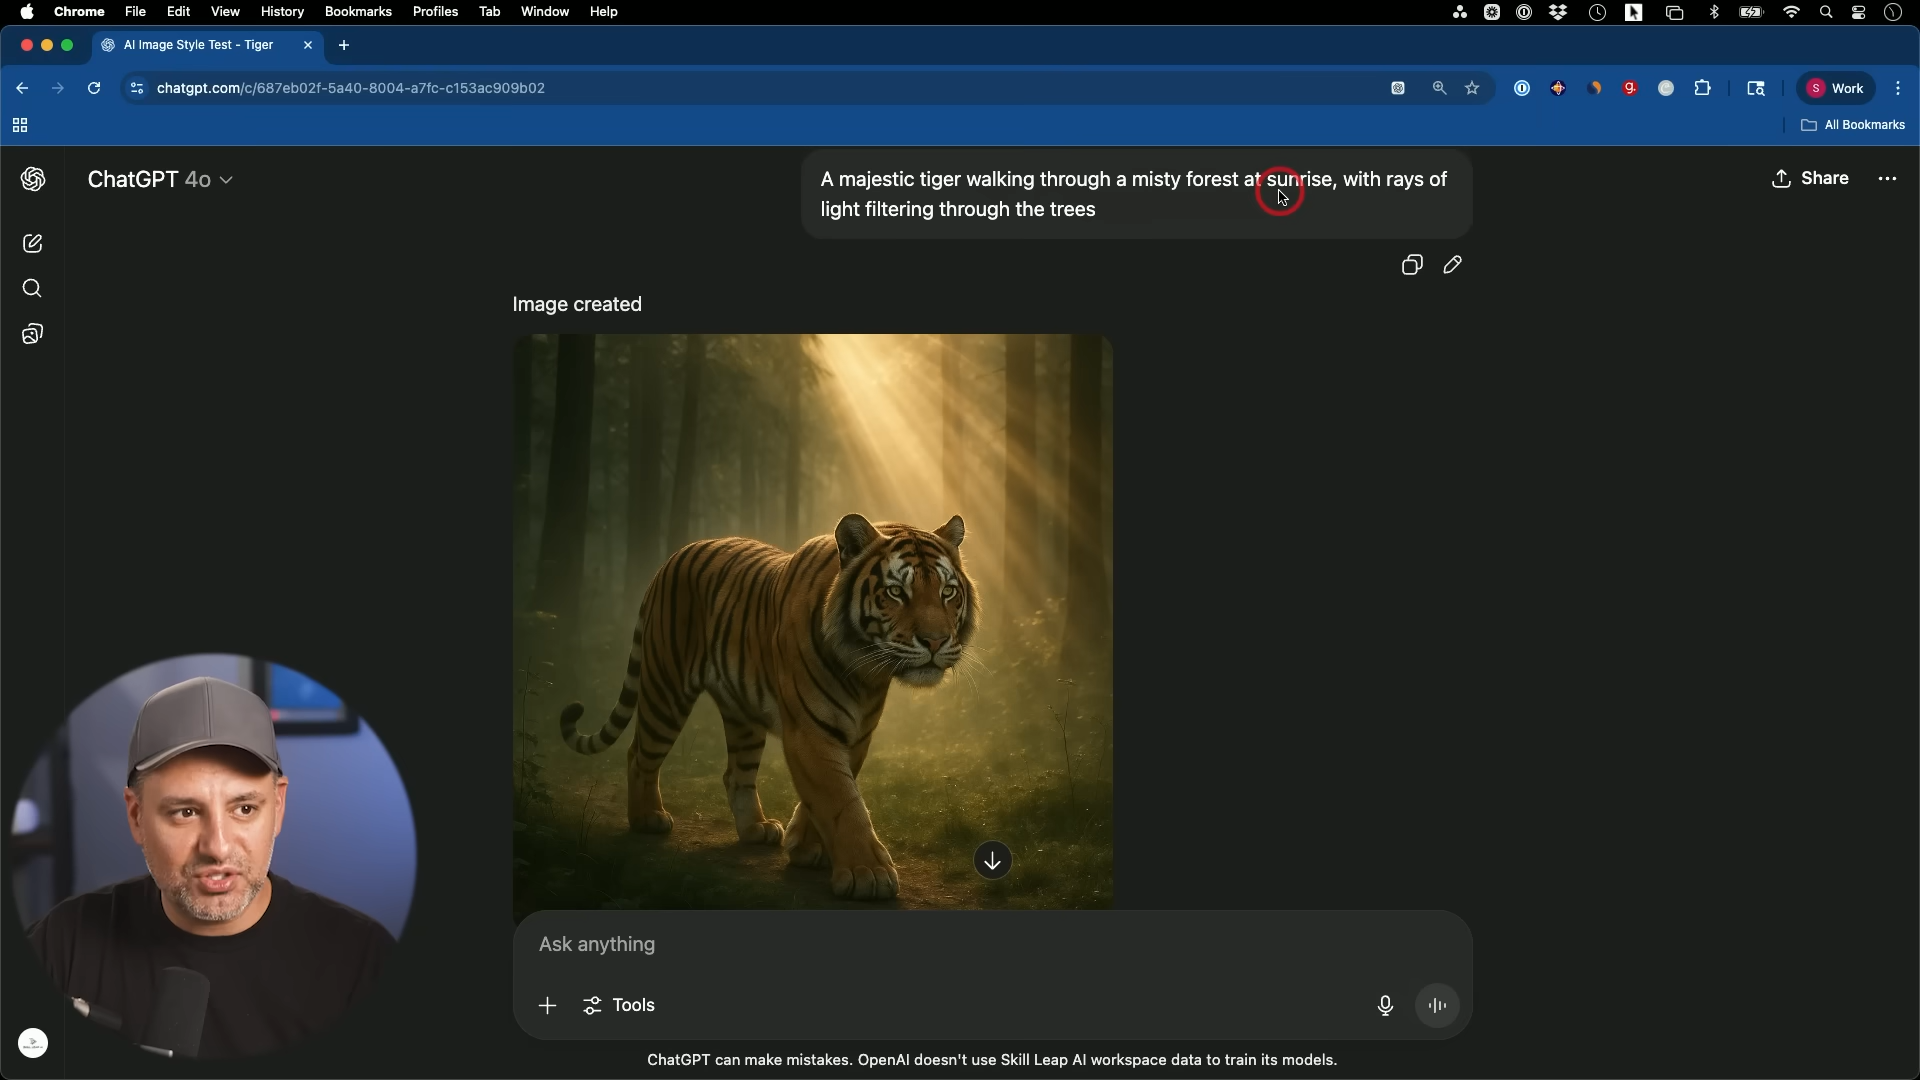 Chrome File Edit View History Bookmarks Profiles Tab Window Help
AI Image Style Test - Tiger
chatgpt.com/c/687eb02f-5a40-8004-a7fc-c153ac909b02
g.
S Work
All Bookmarks
ChatGPT 4o
A majestic tiger walking through a misty forest at sunrise, with rays of
light filtering through the trees
Share
Image created
Ask anything
Tools
ChatGPT can make mistakes. OpenAI doesn't use Skill Leap AI workspace data to train its models.